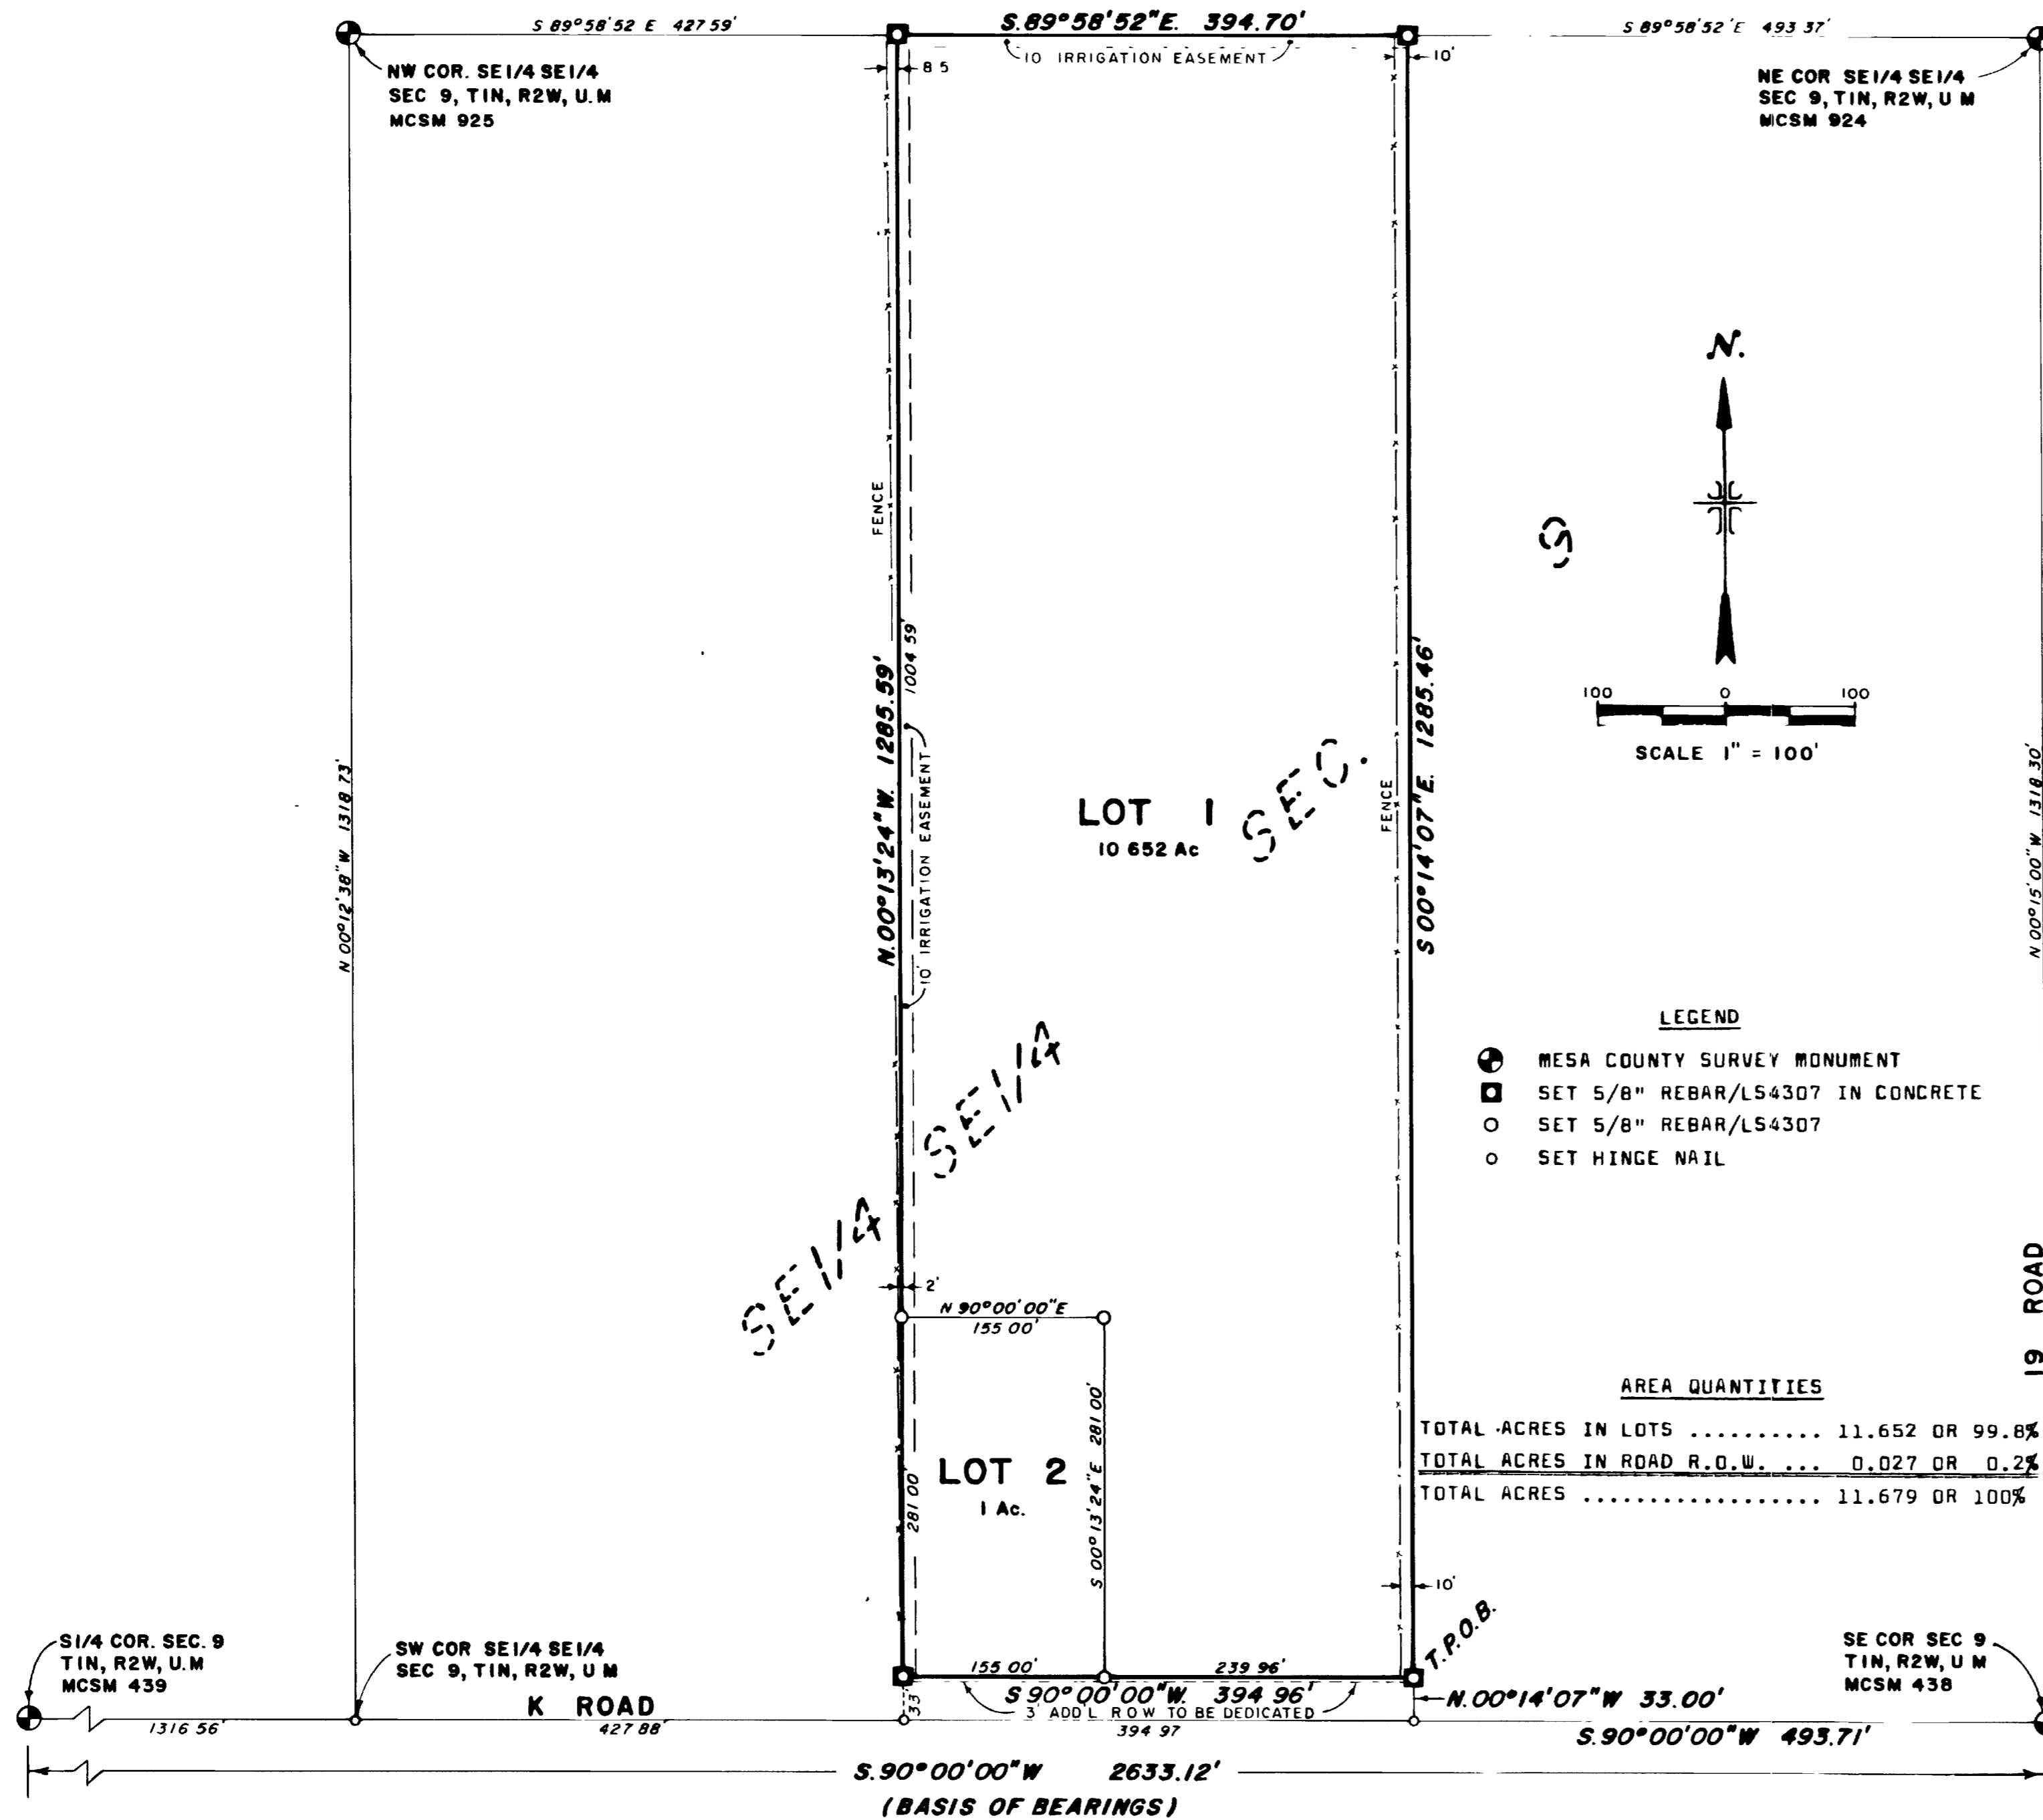 S 89°58'52 E 427 59'
S.89°58'52"E. 394.70'
S 89°58'52'E 493 37'
10 IRRIGATION EASEMENT
8 5
10'
NW COR. SE1/4 SE1/4
SEC 9, T1N, R2W, U.M
MCSM 925
NE COR SE1/4 SE1/4
SEC 9, T1N, R2W, U M
MCSM 924
N.
9
FENCE
1004 59'
N.00°13'24"W. 1285.59'
10' IRRIGATION EASEMENT
S 00°14'07"E. 1285.46'
FENCE
100 0 100
SCALE 1" = 100'
N 00°12'38"W 1318 73'
N 00°15'00"W 1318 30'
LOT 1
10 652 Ac
SEC.
SE1/4 SE1/4
LEGEND
MESA COUNTY SURVEY MONUMENT
SET 5/8" REBAR/LS4307 IN CONCRETE
SET 5/8" REBAR/LS4307
SET HINGE NAIL
19 ROAD
2'
N 90°00'00"E
155 00'
AREA QUANTITIES
TOTAL ACRES IN LOTS .......... 11.652 OR 99.8%
TOTAL ACRES IN ROAD R.O.W. ... 0.027 OR 0.2%
TOTAL ACRES .................. 11.679 OR 100%
LOT 2
1 Ac.
281 00'
S 00°13'24"E 281 00'
10'
T.P.O.B.
S1/4 COR. SEC. 9
T1N, R2W, U.M
MCSM 439
SW COR SE1/4 SE1/4
SEC 9, T1N, R2W, U M
SE COR SEC 9
T1N, R2W, U M
MCSM 438
155 00'
239 96'
S 90°00'00"W. 394 96'
3' ADD'L R O W TO BE DEDICATED
33'
N.00°14'07"W 33.00'
K ROAD
1316 56'
427 88'
394 97
S.90°00'00"W 493.71'
S.90°00'00"W 2633.12'
(BASIS OF BEARINGS)